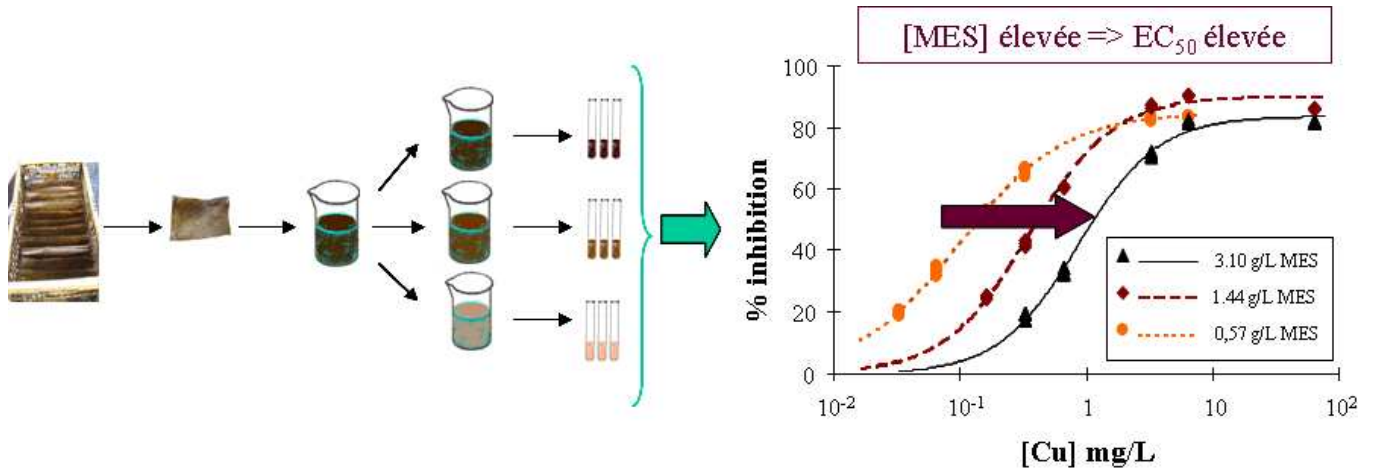 [MES] élevée => EC50 élevée
100
80
60
40
20
0
% inhibition
3.10 g/L MES
1.44 g/L MES
0,57 g/L MES
10-2
10-1
1
10
102
[Cu] mg/L